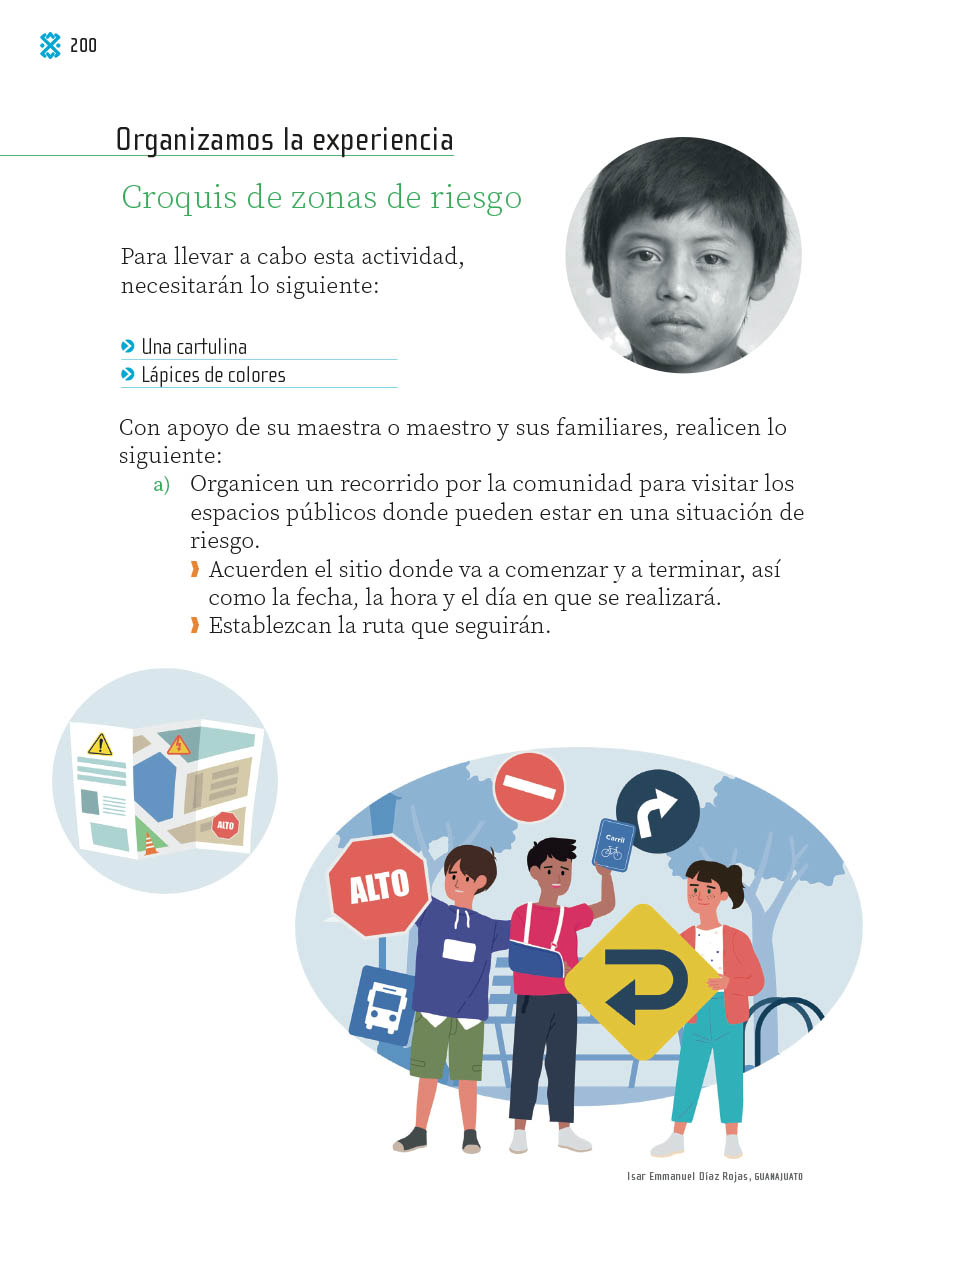 200
Organizamos la experiencia
Croquis de zonas de riesgo
Para llevar a cabo esta actividad,
necesitarán lo siguiente:
Una cartulina
Lápices de colores
Con apoyo de su maestra o maestro y sus familiares, realicen lo
siguiente:
a) Organicen un recorrido por la comunidad para visitar los
espacios públicos donde pueden estar en una situación de
riesgo.
Acuerden el sitio donde va a comenzar y a terminar, así
como la fecha, la hora y el día en que se realizará.
Establezcan la ruta que seguirán.
ALTO
Carril
ALTO
Isar Emmanuel Díaz Rojas, GUANAJUATO